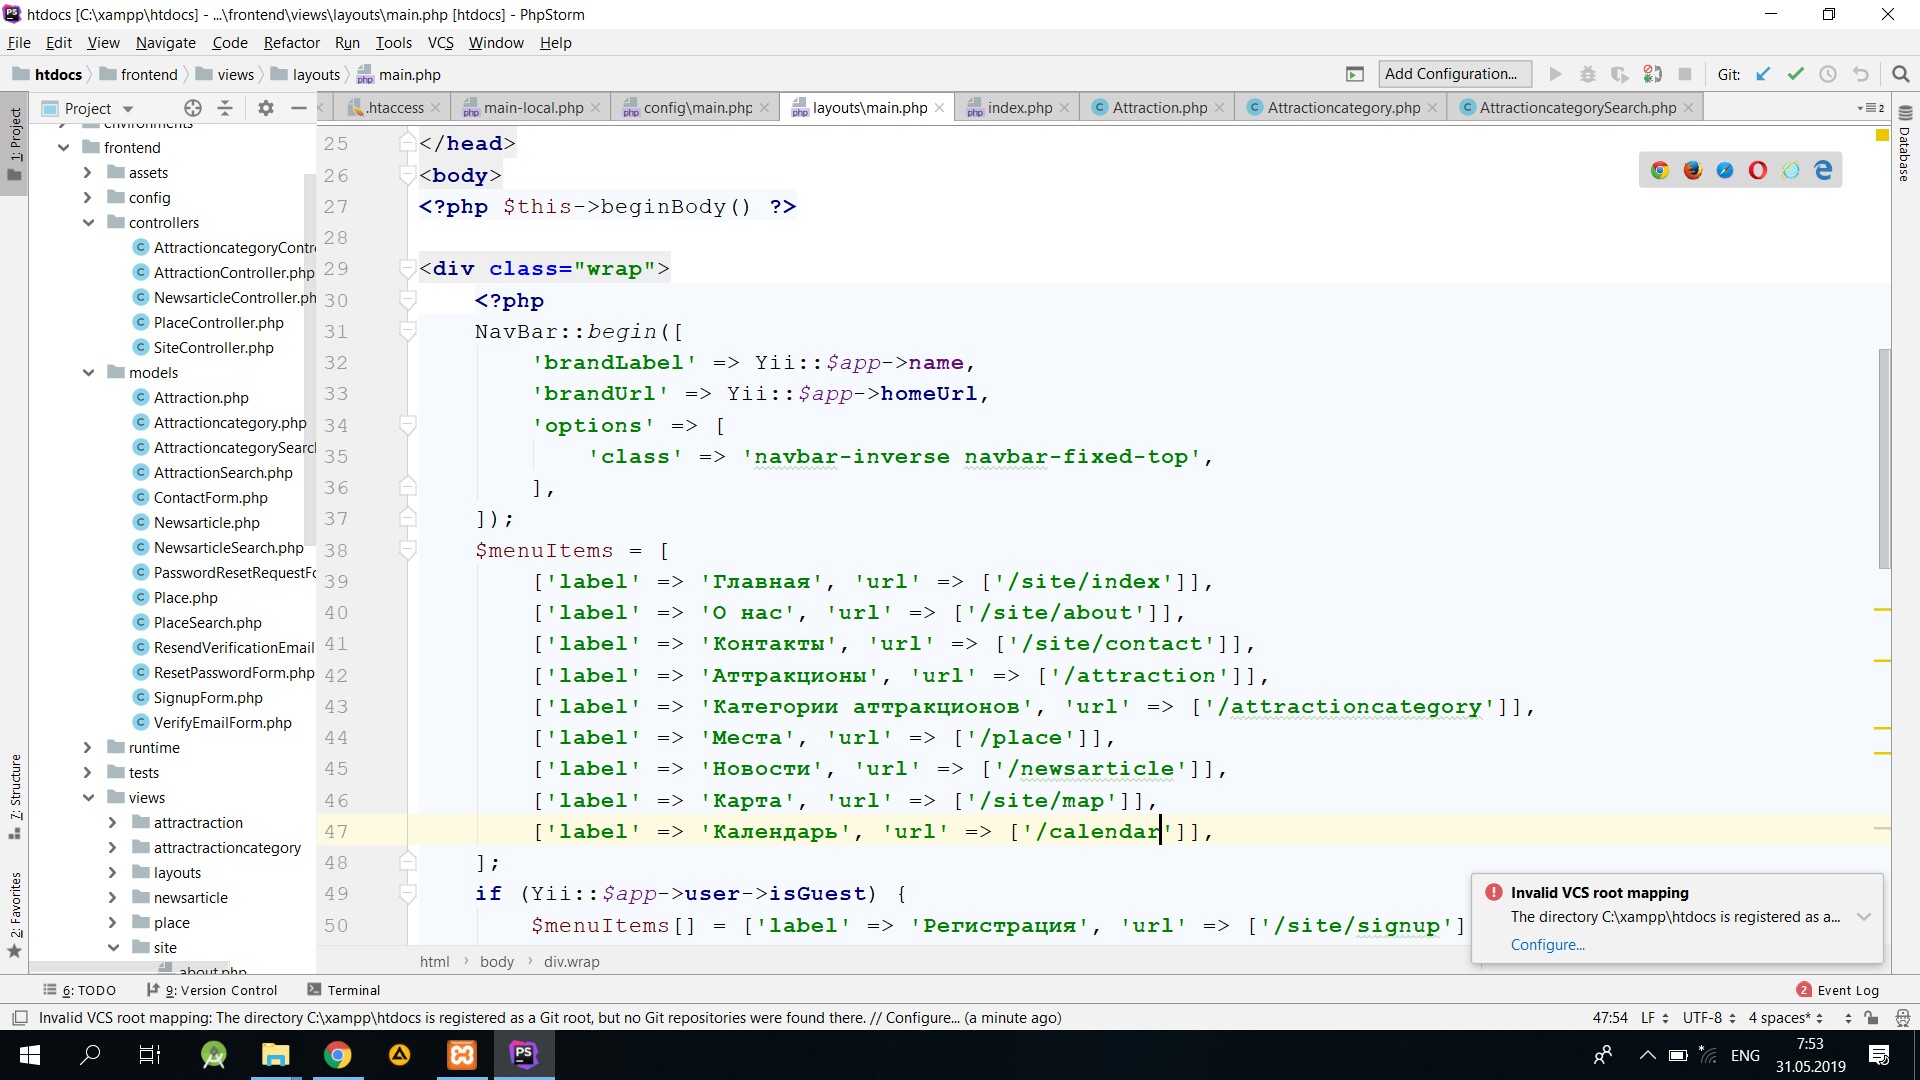 htdocs [C:\xampp\htdocs] - ...\frontend\views\layouts\main.php [htdocs] - PhpStorm
File Edit View Navigate Code Refactor Run Tools VCS Window Help
htdocs frontend views layouts main.php Add Configuration... Git:
Project .htaccess main-local.php config\main.php layouts\main.php index.php Attraction.php Attractioncategory.php AttractioncategorySearch.php 2
1: Project
7: Structure
2: Favorites
Database
environments
frontend
assets
config
controllers
AttractioncategoryContr
AttractionController.php
NewsarticleController.ph
PlaceController.php
SiteController.php
models
Attraction.php
Attractioncategory.php
AttractioncategorySearcl
AttractionSearch.php
ContactForm.php
Newsarticle.php
NewsarticleSearch.php
PasswordResetRequestFo
Place.php
PlaceSearch.php
ResendVerificationEmail
ResetPasswordForm.php
SignupForm.php
VerifyEmailForm.php
runtime
tests
views
attractraction
attractractioncategory
layouts
newsarticle
place
site
about.php
25 </head>
26 <body>
27 <?php $this->beginBody() ?>
28
29 <div class="wrap">
30 <?php
31 NavBar::begin([
32 'brandLabel' => Yii::$app->name,
33 'brandUrl' => Yii::$app->homeUrl,
34 'options' => [
35 'class' => 'navbar-inverse navbar-fixed-top',
36 ],
37 ]);
38 $menuItems = [
39 ['label' => 'Главная', 'url' => ['/site/index']],
40 ['label' => 'О нас', 'url' => ['/site/about']],
41 ['label' => 'Контакты', 'url' => ['/site/contact']],
42 ['label' => 'Аттракционы', 'url' => ['/attraction']],
43 ['label' => 'Категории аттракционов', 'url' => ['/attractioncategory']],
44 ['label' => 'Места', 'url' => ['/place']],
45 ['label' => 'Новости', 'url' => ['/newsarticle']],
46 ['label' => 'Карта', 'url' => ['/site/map']],
47 ['label' => 'Календарь', 'url' => ['/calendar']],
48 ];
49 if (Yii::$app->user->isGuest) {
50 $menuItems[] = ['label' => 'Регистрация', 'url' => ['/site/signup']
html body div.wrap
Invalid VCS root mapping
The directory C:\xampp\htdocs is registered as a...
Configure...
6: TODO 9: Version Control Terminal 2 Event Log
Invalid VCS root mapping: The directory C:\xampp\htdocs is registered as a Git root, but no Git repositories were found there. // Configure... (a minute ago) 47:54 LF UTF-8 4 spaces*
PS ENG 7:53
31.05.2019